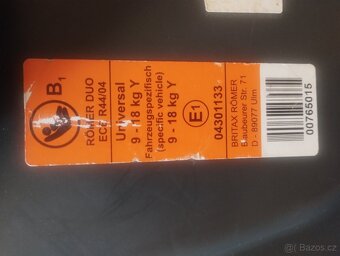 B1
RÖMER DUO
ECE R44/04
Universal
9 - 18 kg Y
Fahrzeugspezifisch
(specific vehicle)
9 - 18 kg Y
E1
04301133
BRITAX RÖMER
Blaubeurer Str. 71
D - 89077 Ulm
00765015
© sbazar.cz